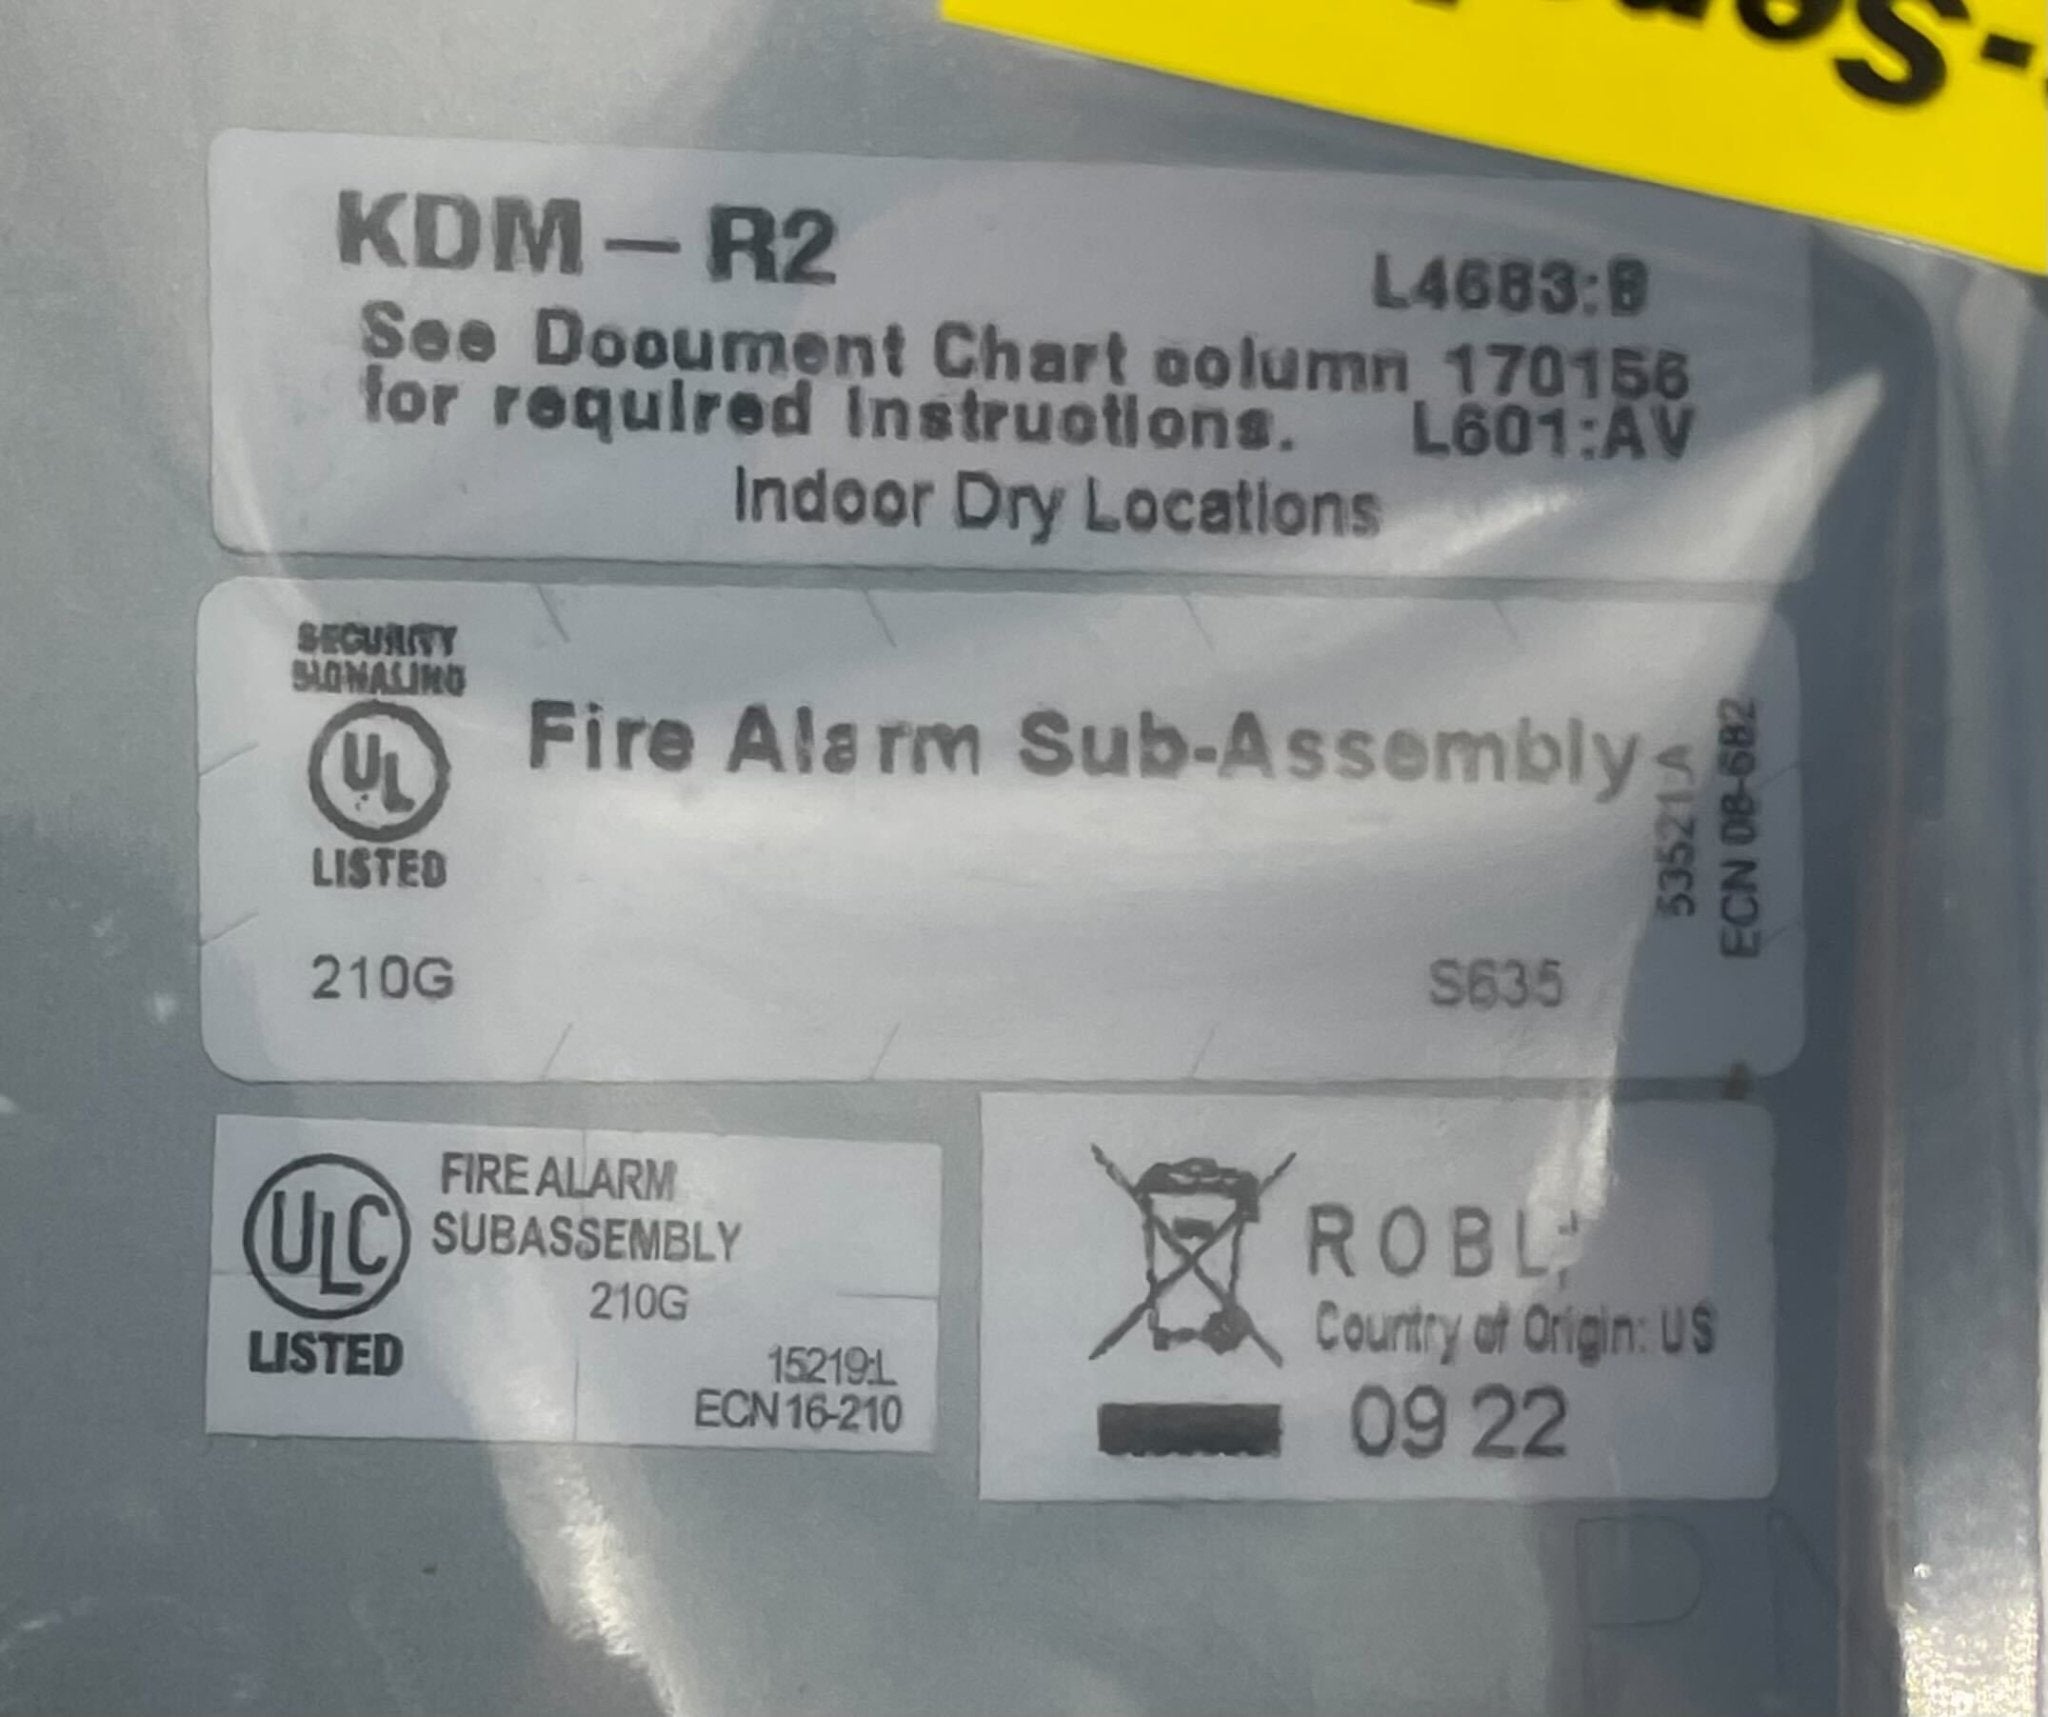 KDM-R2
L4683:B
See Document Chart column 170156
for required instructions. L601:AV
Indoor Dry Locations
SECURITY
SIGNALING
UL
LISTED
Fire Alarm Sub-Assembly
53521A
ECN 08-682
210G
S635
ULC
LISTED
FIRE ALARM
SUBASSEMBLY
210G
15219:L
ECN 16-210
Country of Origin: US
09 22